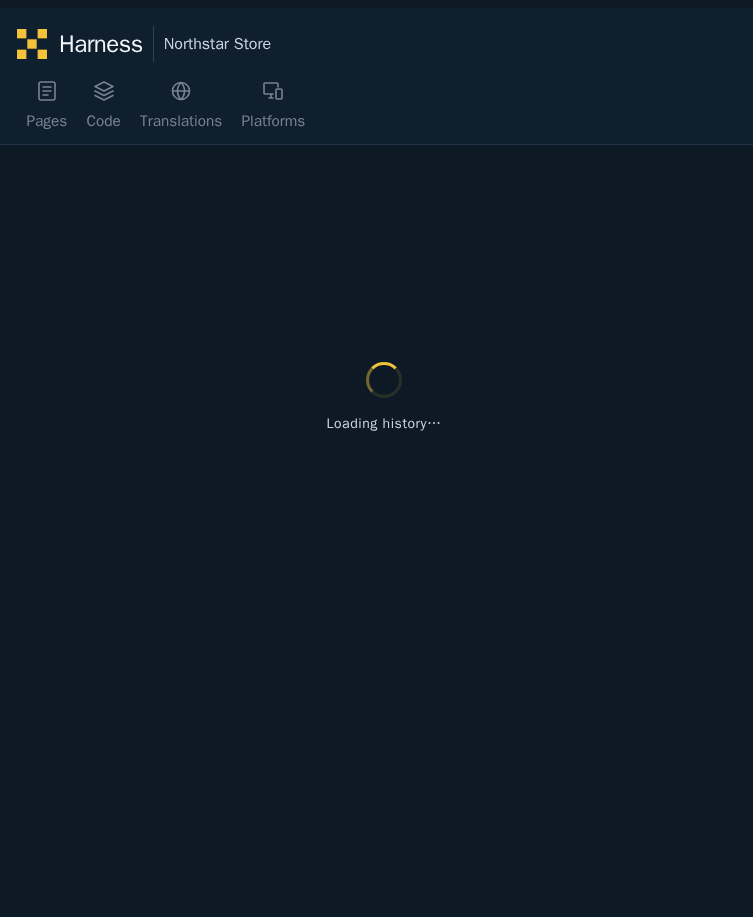 Harness
Northstar Store
Pages
Code
Translations
Platforms
Loading history⋯